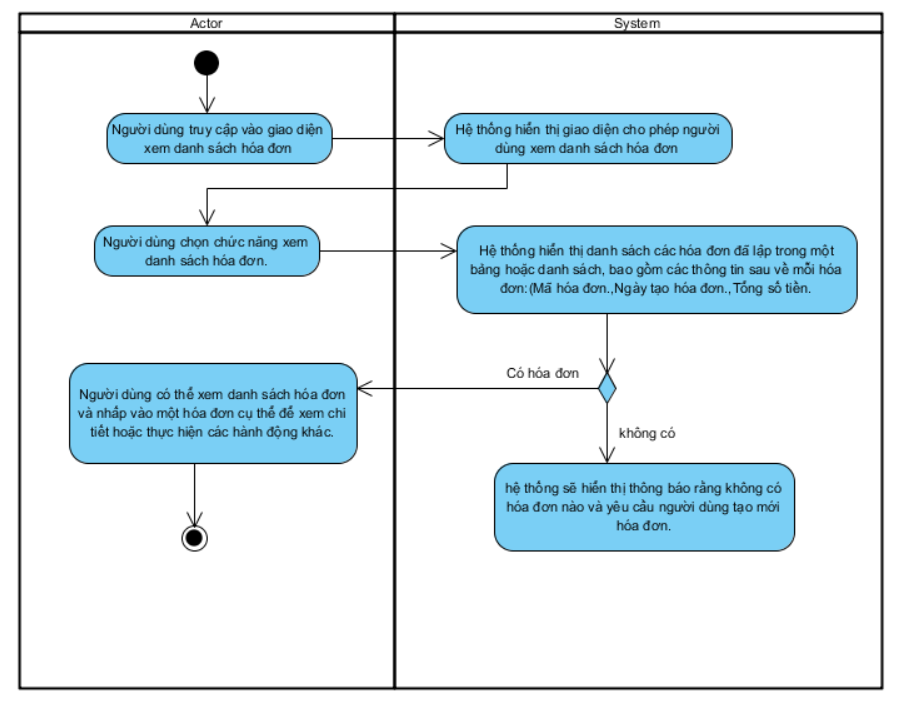 Actor
System
Người dùng truy cập vào giao diện
xem danh sách hóa đơn
Hệ thống hiển thị giao diện cho phép người
dùng xem danh sách hóa đơn
Người dùng chọn chức năng xem
danh sách hóa đơn.
Hệ thống hiển thị danh sách các hóa đơn đã lập trong một
bảng hoặc danh sách, bao gồm các thông tin sau về mỗi hóa
đơn:(Mã hóa đơn.,Ngày tạo hóa đơn.,Tổng số tiền.
Có hóa đơn
Người dùng có thể xem danh sách hóa đơn
và nhấp vào một hóa đơn cụ thể để xem chi
tiết hoặc thực hiện các hành động khác.
không có
hệ thống sẽ hiển thị thông báo rằng không có
hóa đơn nào và yêu cầu người dùng tạo mới
hóa đơn.